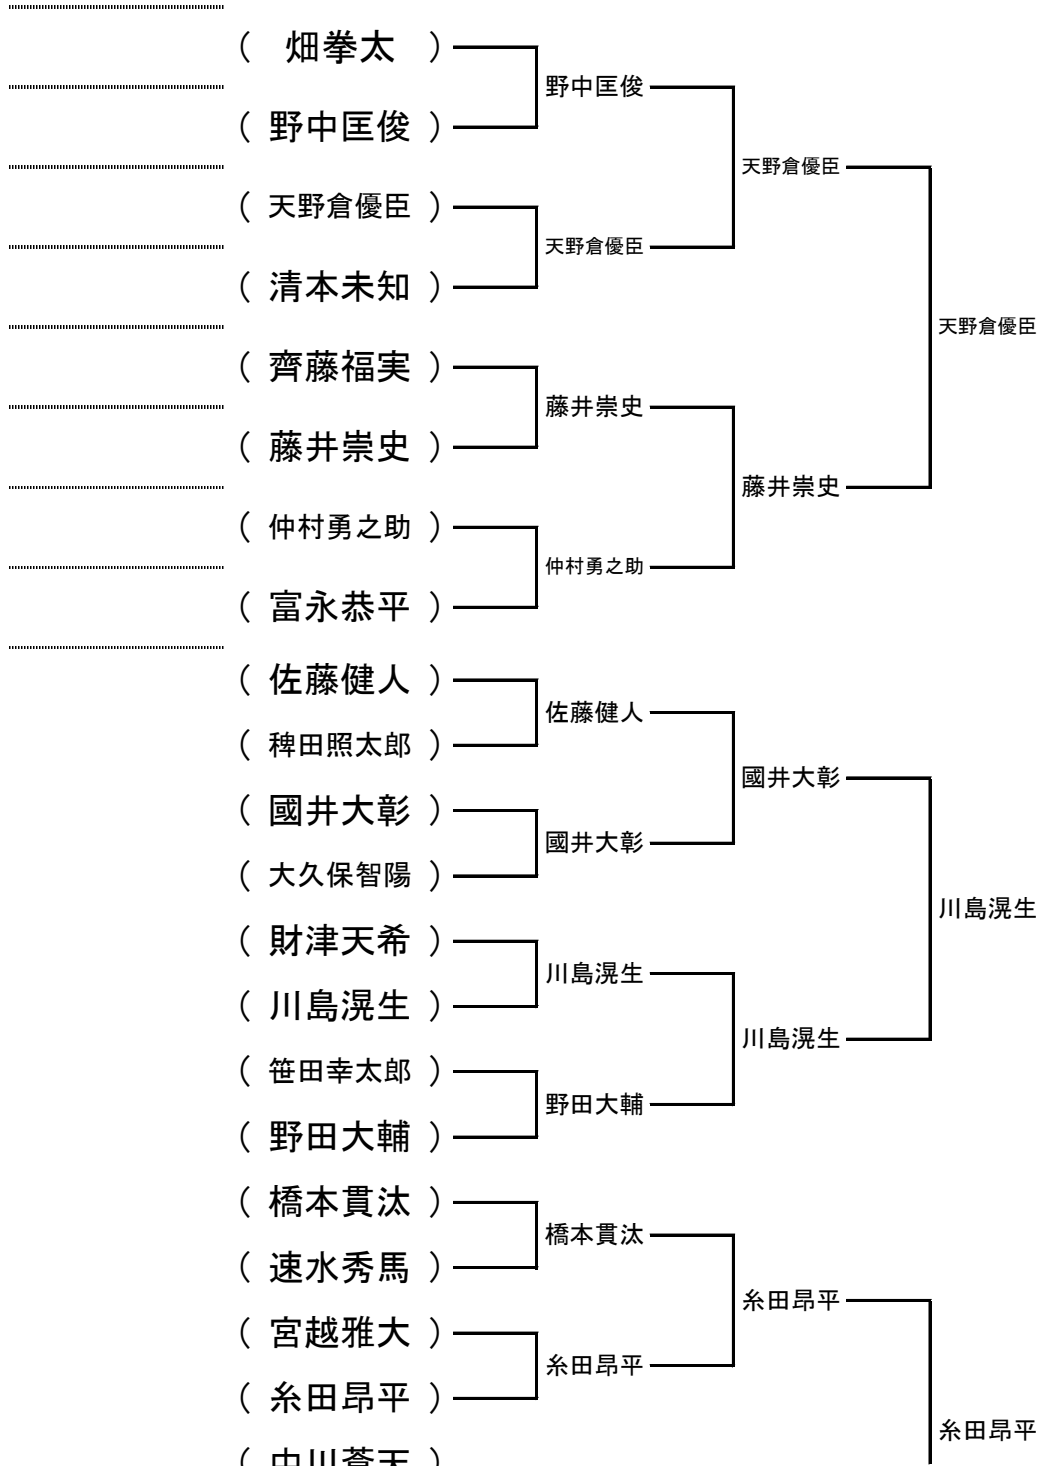 ( 畑拳太 )
野中匡俊
( 野中匡俊 )
天野倉優臣
( 天野倉優臣 )
天野倉優臣
( 清本未知 )
天野倉優臣
( 齊藤福実 )
藤井崇史
( 藤井崇史 )
藤井崇史
( 仲村勇之助 )
仲村勇之助
( 富永恭平 )
( 佐藤健人 )
佐藤健人
( 稗田照太郎 )
國井大彰
( 國井大彰 )
國井大彰
( 大久保智陽 )
川島滉生
( 財津天希 )
川島滉生
( 川島滉生 )
川島滉生
( 笹田幸太郎 )
野田大輔
( 野田大輔 )
( 橋本貫汰 )
橋本貫汰
( 速水秀馬 )
糸田昂平
( 宮越雅大 )
糸田昂平
( 糸田昂平 )
糸田昂平
( 中川蒼天 )